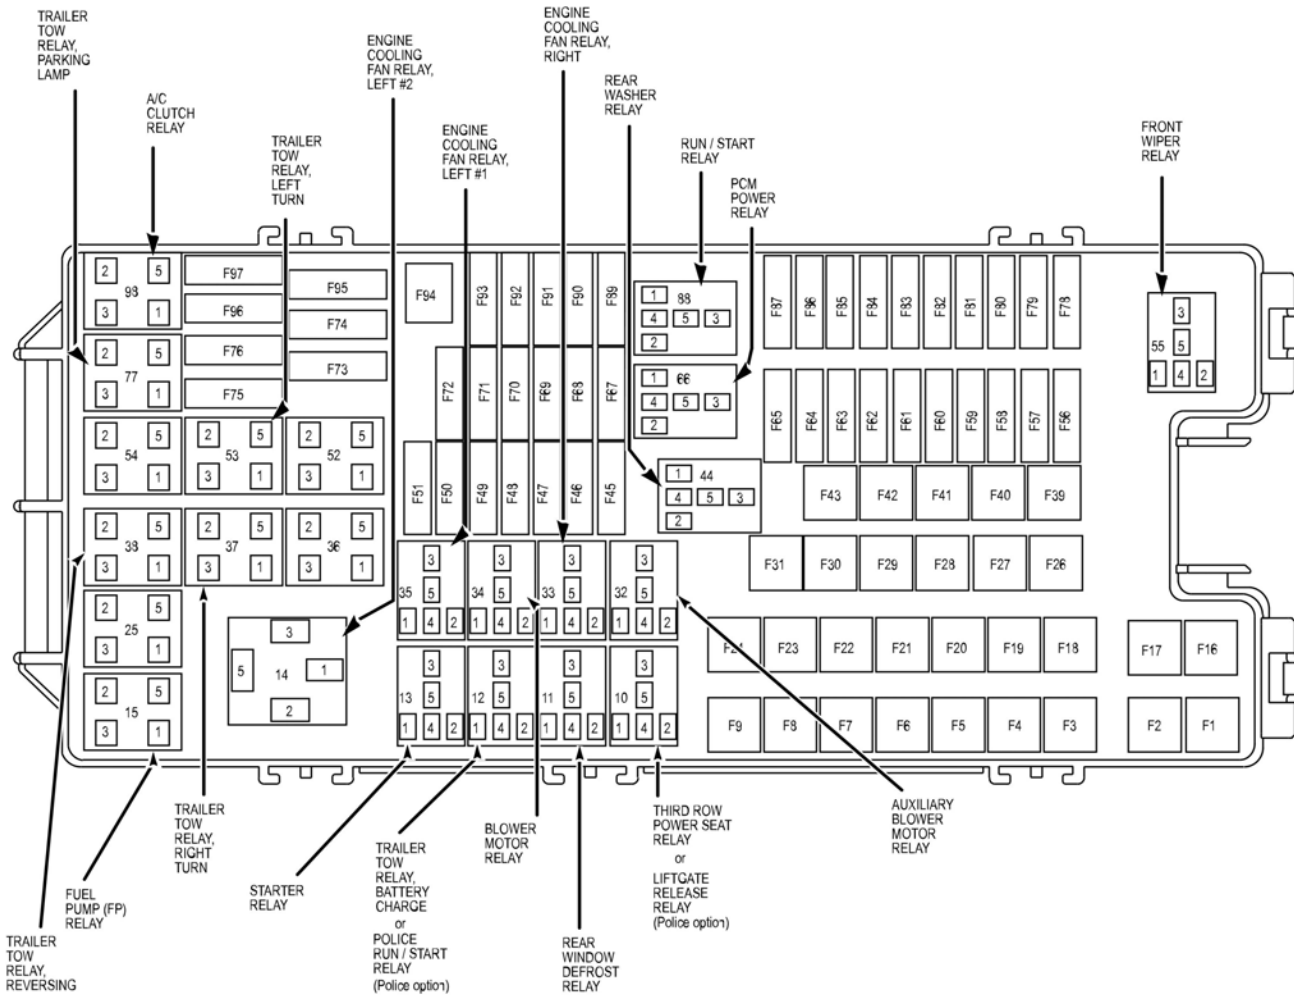 TRAILER
TOW
RELAY,
PARKING
LAMP
A/C
CLUTCH
RELAY
TRAILER
TOW
RELAY,
LEFT
TURN
ENGINE
COOLING
FAN RELAY,
LEFT #2
ENGINE
COOLING
FAN RELAY,
LEFT #1
ENGINE
COOLING
FAN RELAY,
RIGHT
REAR
WASHER
RELAY
RUN / START
RELAY
PCM
POWER
RELAY
FRONT
WIPER
RELAY
2 5
98
3 1
F97
F96
F76
F75
F95
F74
F73
F94
F93 F92 F91 F90 F89
1 88
4 5 3
2
F87 F86 F85 F84 F83 F82 F81 F80 F79 F78
3
55 5
1 4 2
2 5
77
3 1
F72 F71 F70 F69 F68 F67
1 66
4 5 3
2
F65 F64 F63 F62 F61 F60 F59 F58 F57 F56
2 5
54
3 1
2 5
53
3 1
2 5
52
3 1
F51 F50 F49 F48 F47 F46 F45
1 44
4 5 3
2
F43 F42 F41 F40 F39
2 5
38
3 1
2 5
37
3 1
2 5
36
3 1
3
35 5
1 4 2
3
34 5
1 4 2
3
33 5
1 4 2
3
32 5
1 4 2
F31 F30 F29 F28 F27 F26
2 5
25
3 1
3
5 14 1
2
F24 F23 F22 F21 F20 F19 F18 F17 F16
2 5
15
3 1
3
13 5
1 4 2
3
12 5
1 4 2
3
11 5
1 4 2
3
10 5
1 4 2
F9 F8 F7 F6 F5 F4 F3 F2 F1
TRAILER
TOW
RELAY,
REVERSING
FUEL
PUMP (FP)
RELAY
TRAILER
TOW
RELAY,
RIGHT
TURN
STARTER
RELAY
TRAILER
TOW
RELAY,
BATTERY
CHARGE
or
POLICE
RUN / START
RELAY
(Police option)
BLOWER
MOTOR
RELAY
REAR
WINDOW
DEFROST
RELAY
THIRD ROW
POWER SEAT
RELAY
or
LIFTGATE
RELEASE
RELAY
(Police option)
AUXILIARY
BLOWER
MOTOR
RELAY